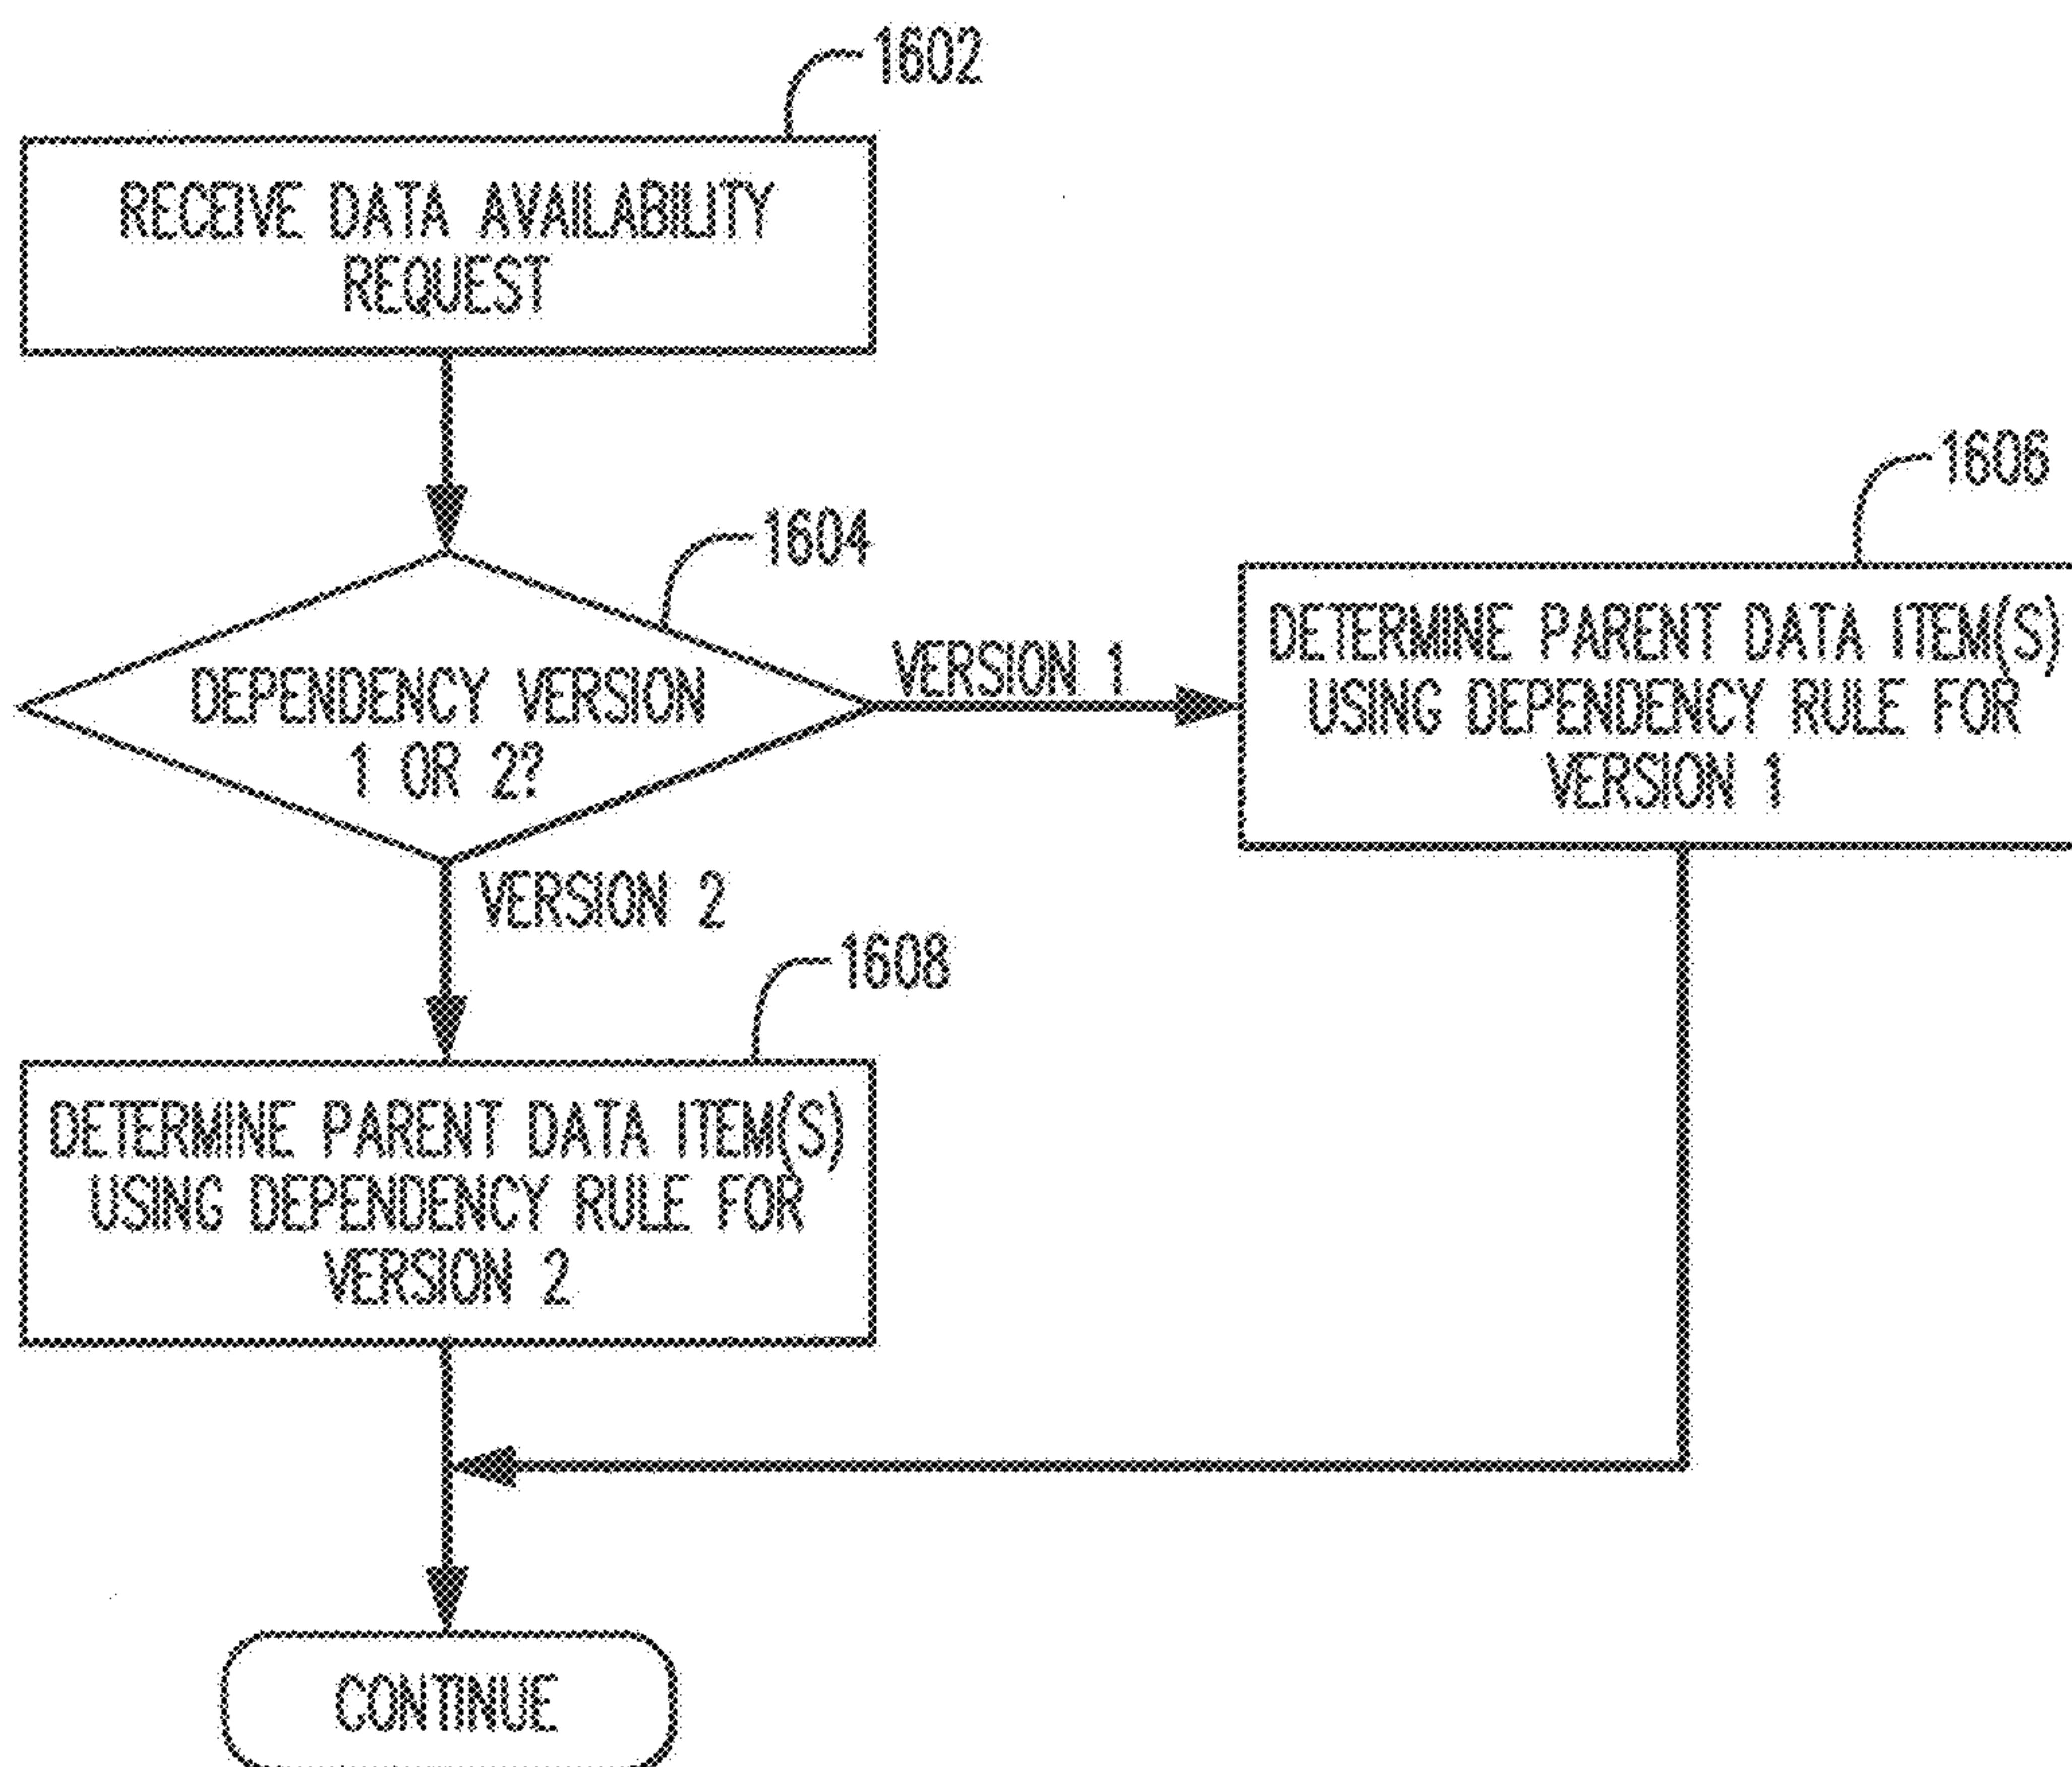 1602
RECEIVE DATA AVAILABILITY
REQUEST
1604
DEPENDENCY VERSION
1 OR 2?
VERSION 1
1606
DETERMINE PARENT DATA ITEM(S)
USING DEPENDENCY RULE FOR
VERSION 1
VERSION 2
1608
DETERMINE PARENT DATA ITEM(S)
USING DEPENDENCY RULE FOR
VERSION 2
CONTINUE